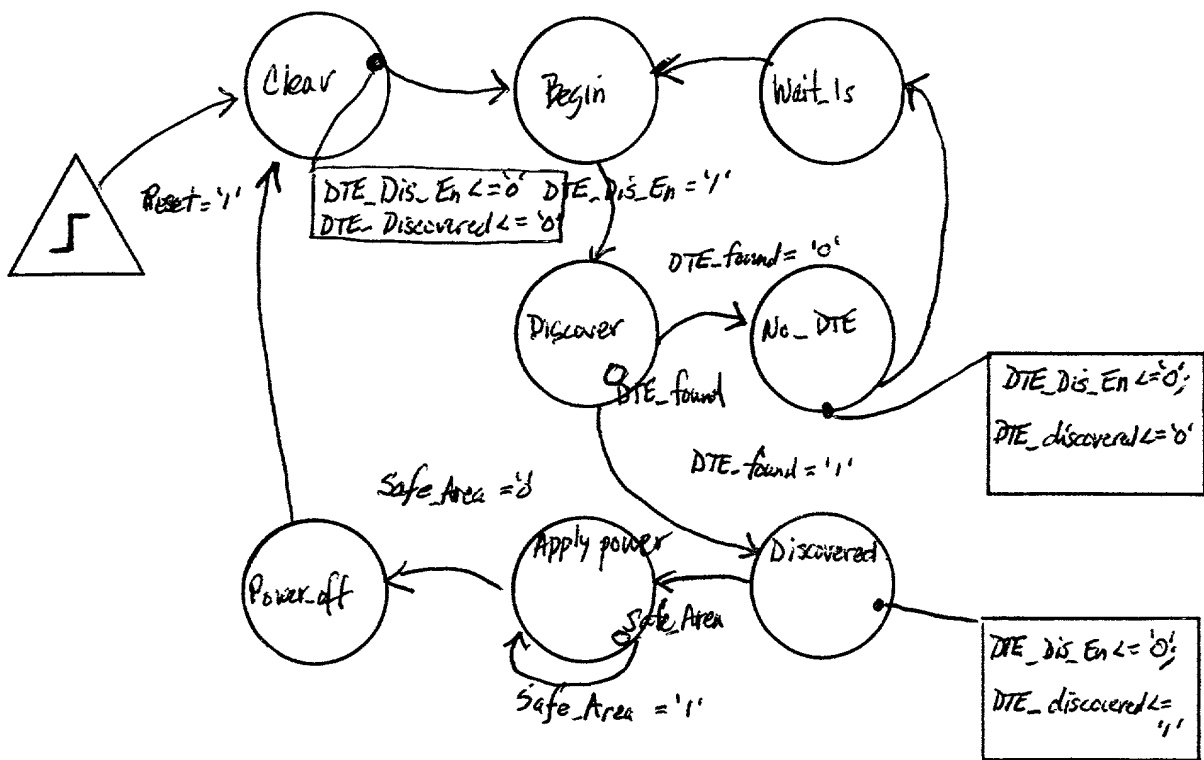 Clear
Begin
Wait_1s
Reset='1'
DTE_Dis_En<='0'
DTE_Discovered<='0'
DTE_Dis_En='1'
DTE_found='0'
Discover
No_DTE
DTE_found
DTE_Dis_En<='0';
DTE_discovered<='0'
DTE_found='1'
Safe_Area='0'
Apply power
Discovered
Power_off
Safe_Area
Safe_Area='1'
DTE_Dis_En<='0';
DTE_discovered<=
'1'